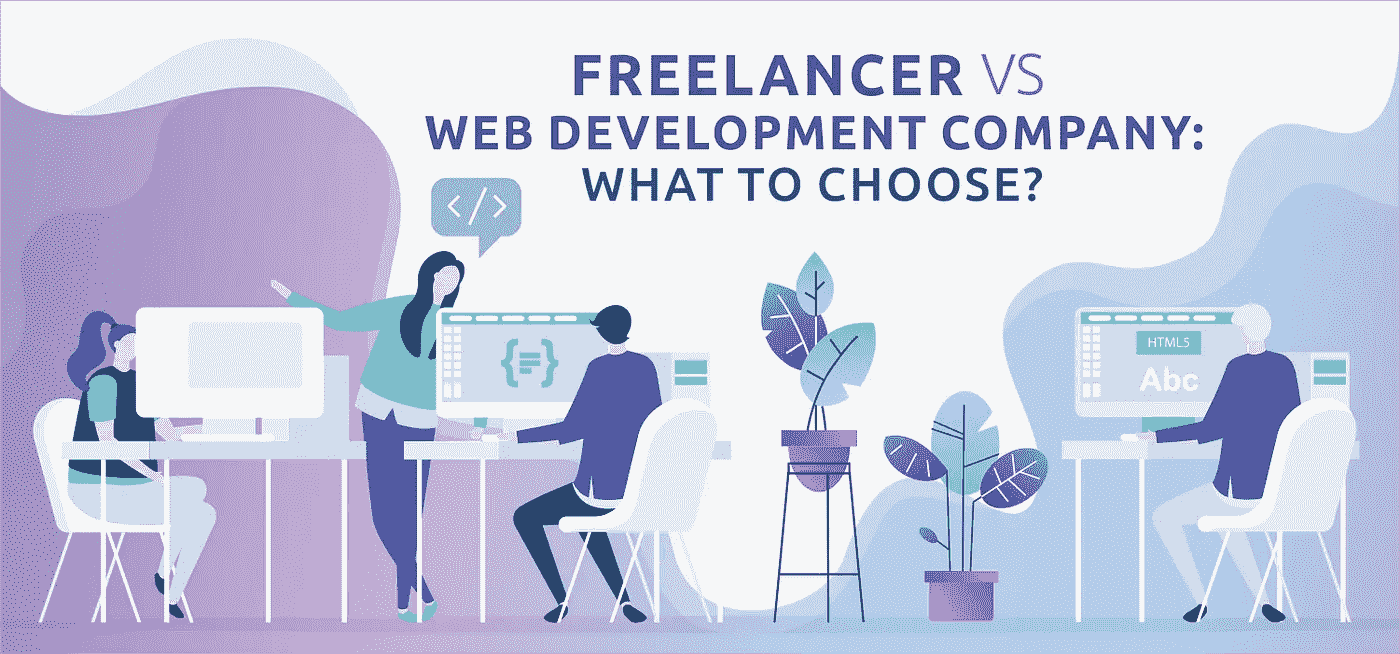 FREELANCER VS
WEB DEVELOPMENT COMPANY:
WHAT TO CHOOSE?
</>
{ }
HTML5
Abc